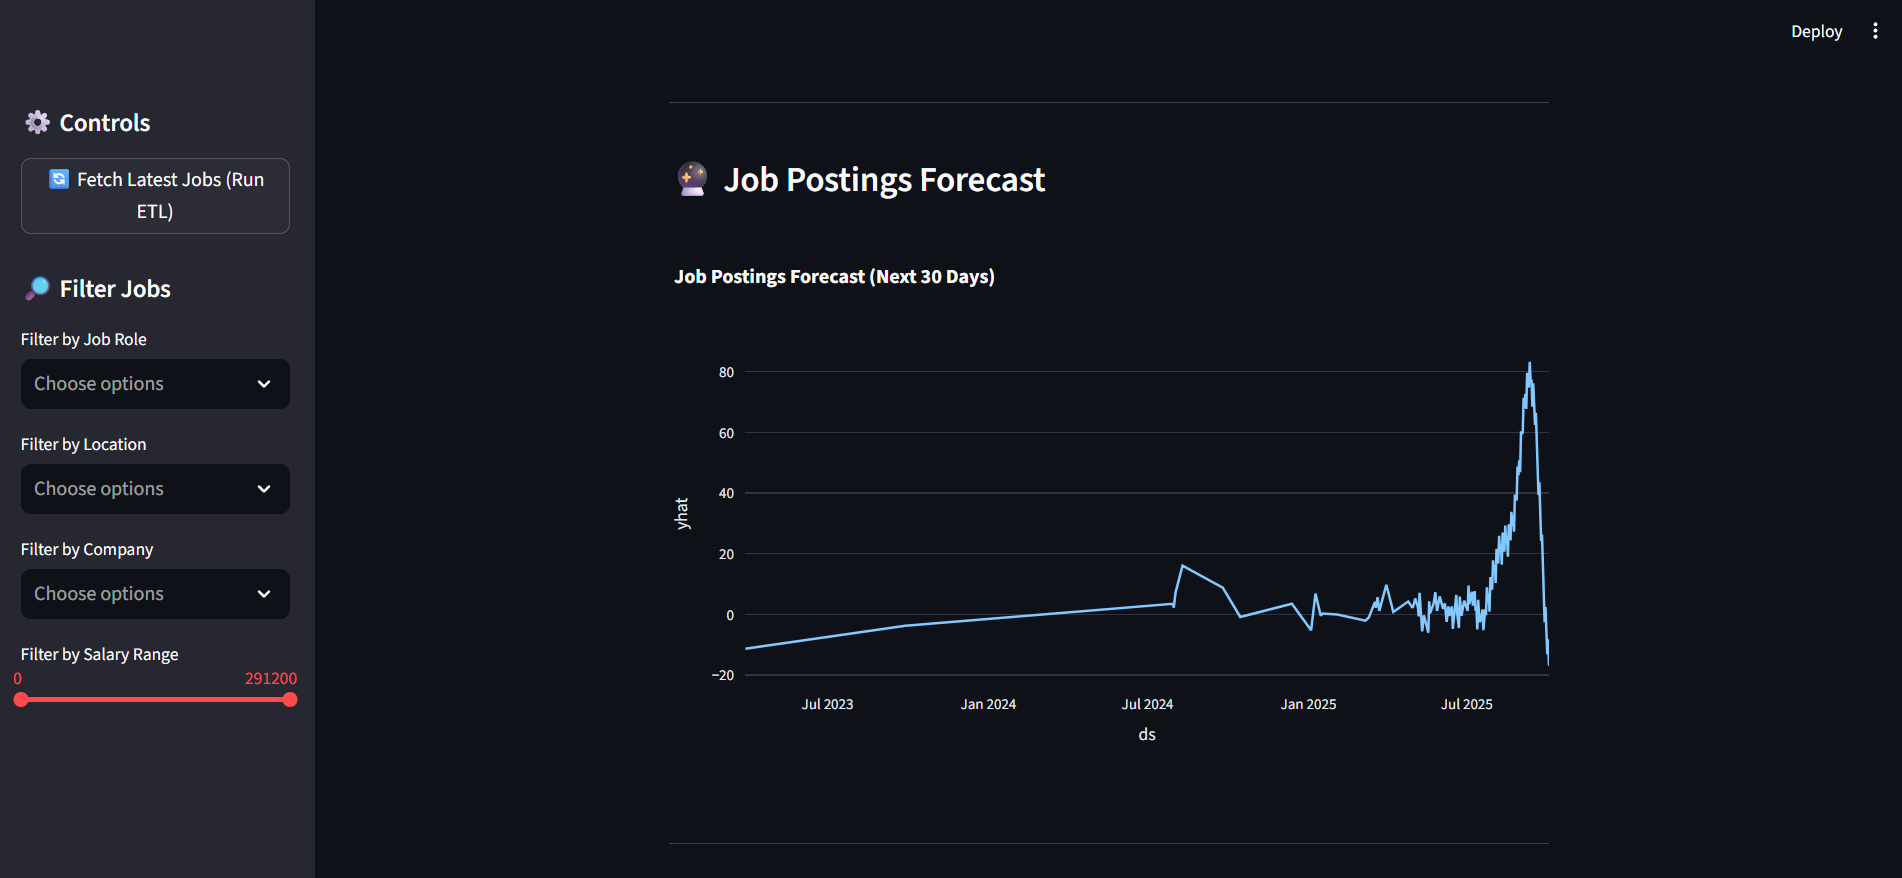 Deploy
Controls
Fetch Latest Jobs (Run
ETL)
Filter Jobs
Filter by Job Role
Choose options
Filter by Location
Choose options
Filter by Company
Choose options
Filter by Salary Range
0
291200
Job Postings Forecast
Job Postings Forecast (Next 30 Days)
80
60
40
20
0
−20
yhat
Jul 2023
Jan 2024
Jul 2024
Jan 2025
Jul 2025
ds